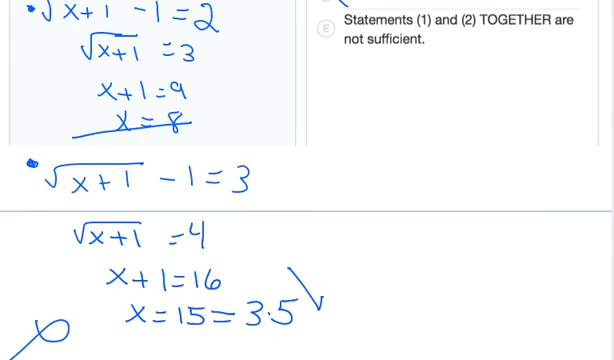 • √x+1 - 1 = 2
√x+1 = 3
x+1 = 9
x = 8
• √x+1 - 1 = 3
√x+1 = 4
x+1 = 16
x = 15 = 3·5
E Statements (1) and (2) TOGETHER are
not sufficient.